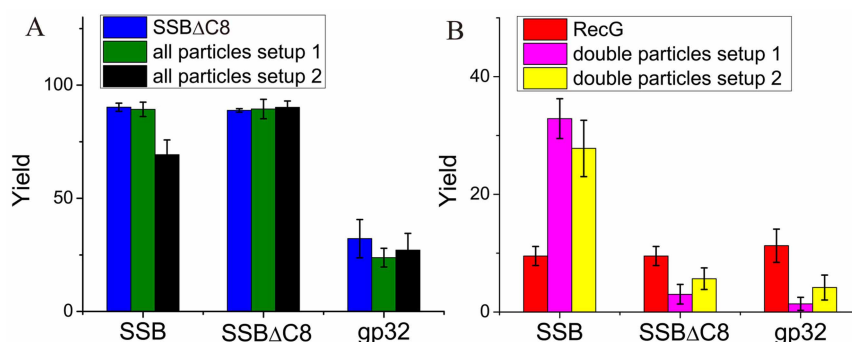 A
SSBΔC8
all particles setup 1
all particles setup 2
Yield
100
50
0
SSB
SSBΔC8
gp32
B
RecG
double particles setup 1
double particles setup 2
Yield
40
20
0
SSB
SSBΔC8
gp32